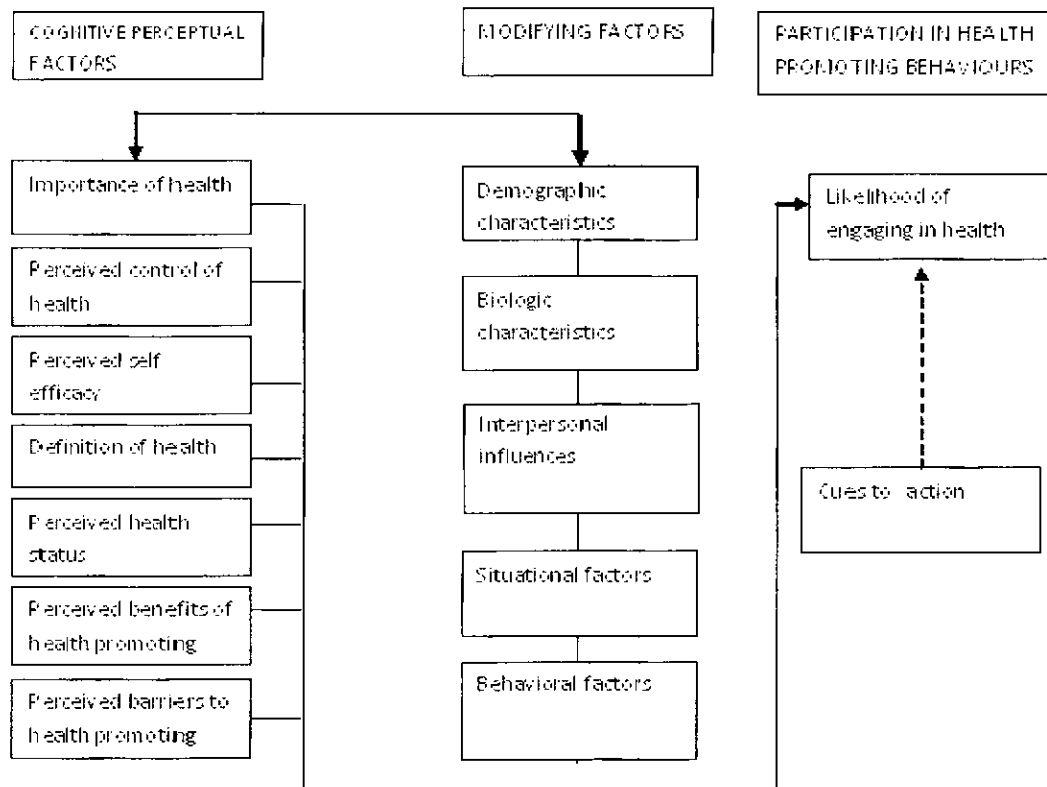 COGNITIVE PERCEPTUAL
FACTORS
MODIFYING FACTORS
PARTICIPATION IN HEALTH
PROMOTING BEHAVIOURS
Importance of health
Perceived control of
health
Perceived self
efficacy
Definition of health
Perceived health
status
Perceived benefits of
health promoting
Perceived barriers to
health promoting
Demographic
characteristics
Biologic
characteristics
Interpersonal
influences
Situational factors
Behavioral factors
Likelihood of
engaging in health
Cues to action